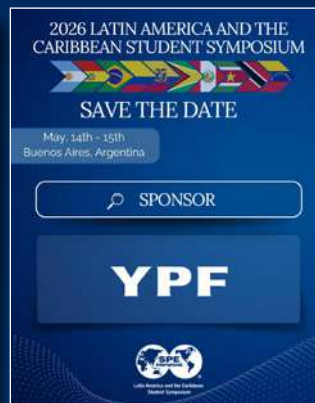 2026 LATIN AMERICA AND THE
CARIBBEAN STUDENT SYMPOSIUM
SAVE THE DATE
May, 14th - 15th
Buenos Aires, Argentina
SPONSOR
YPF
SPE
International
Latin America and the Caribbean
Student Symposium